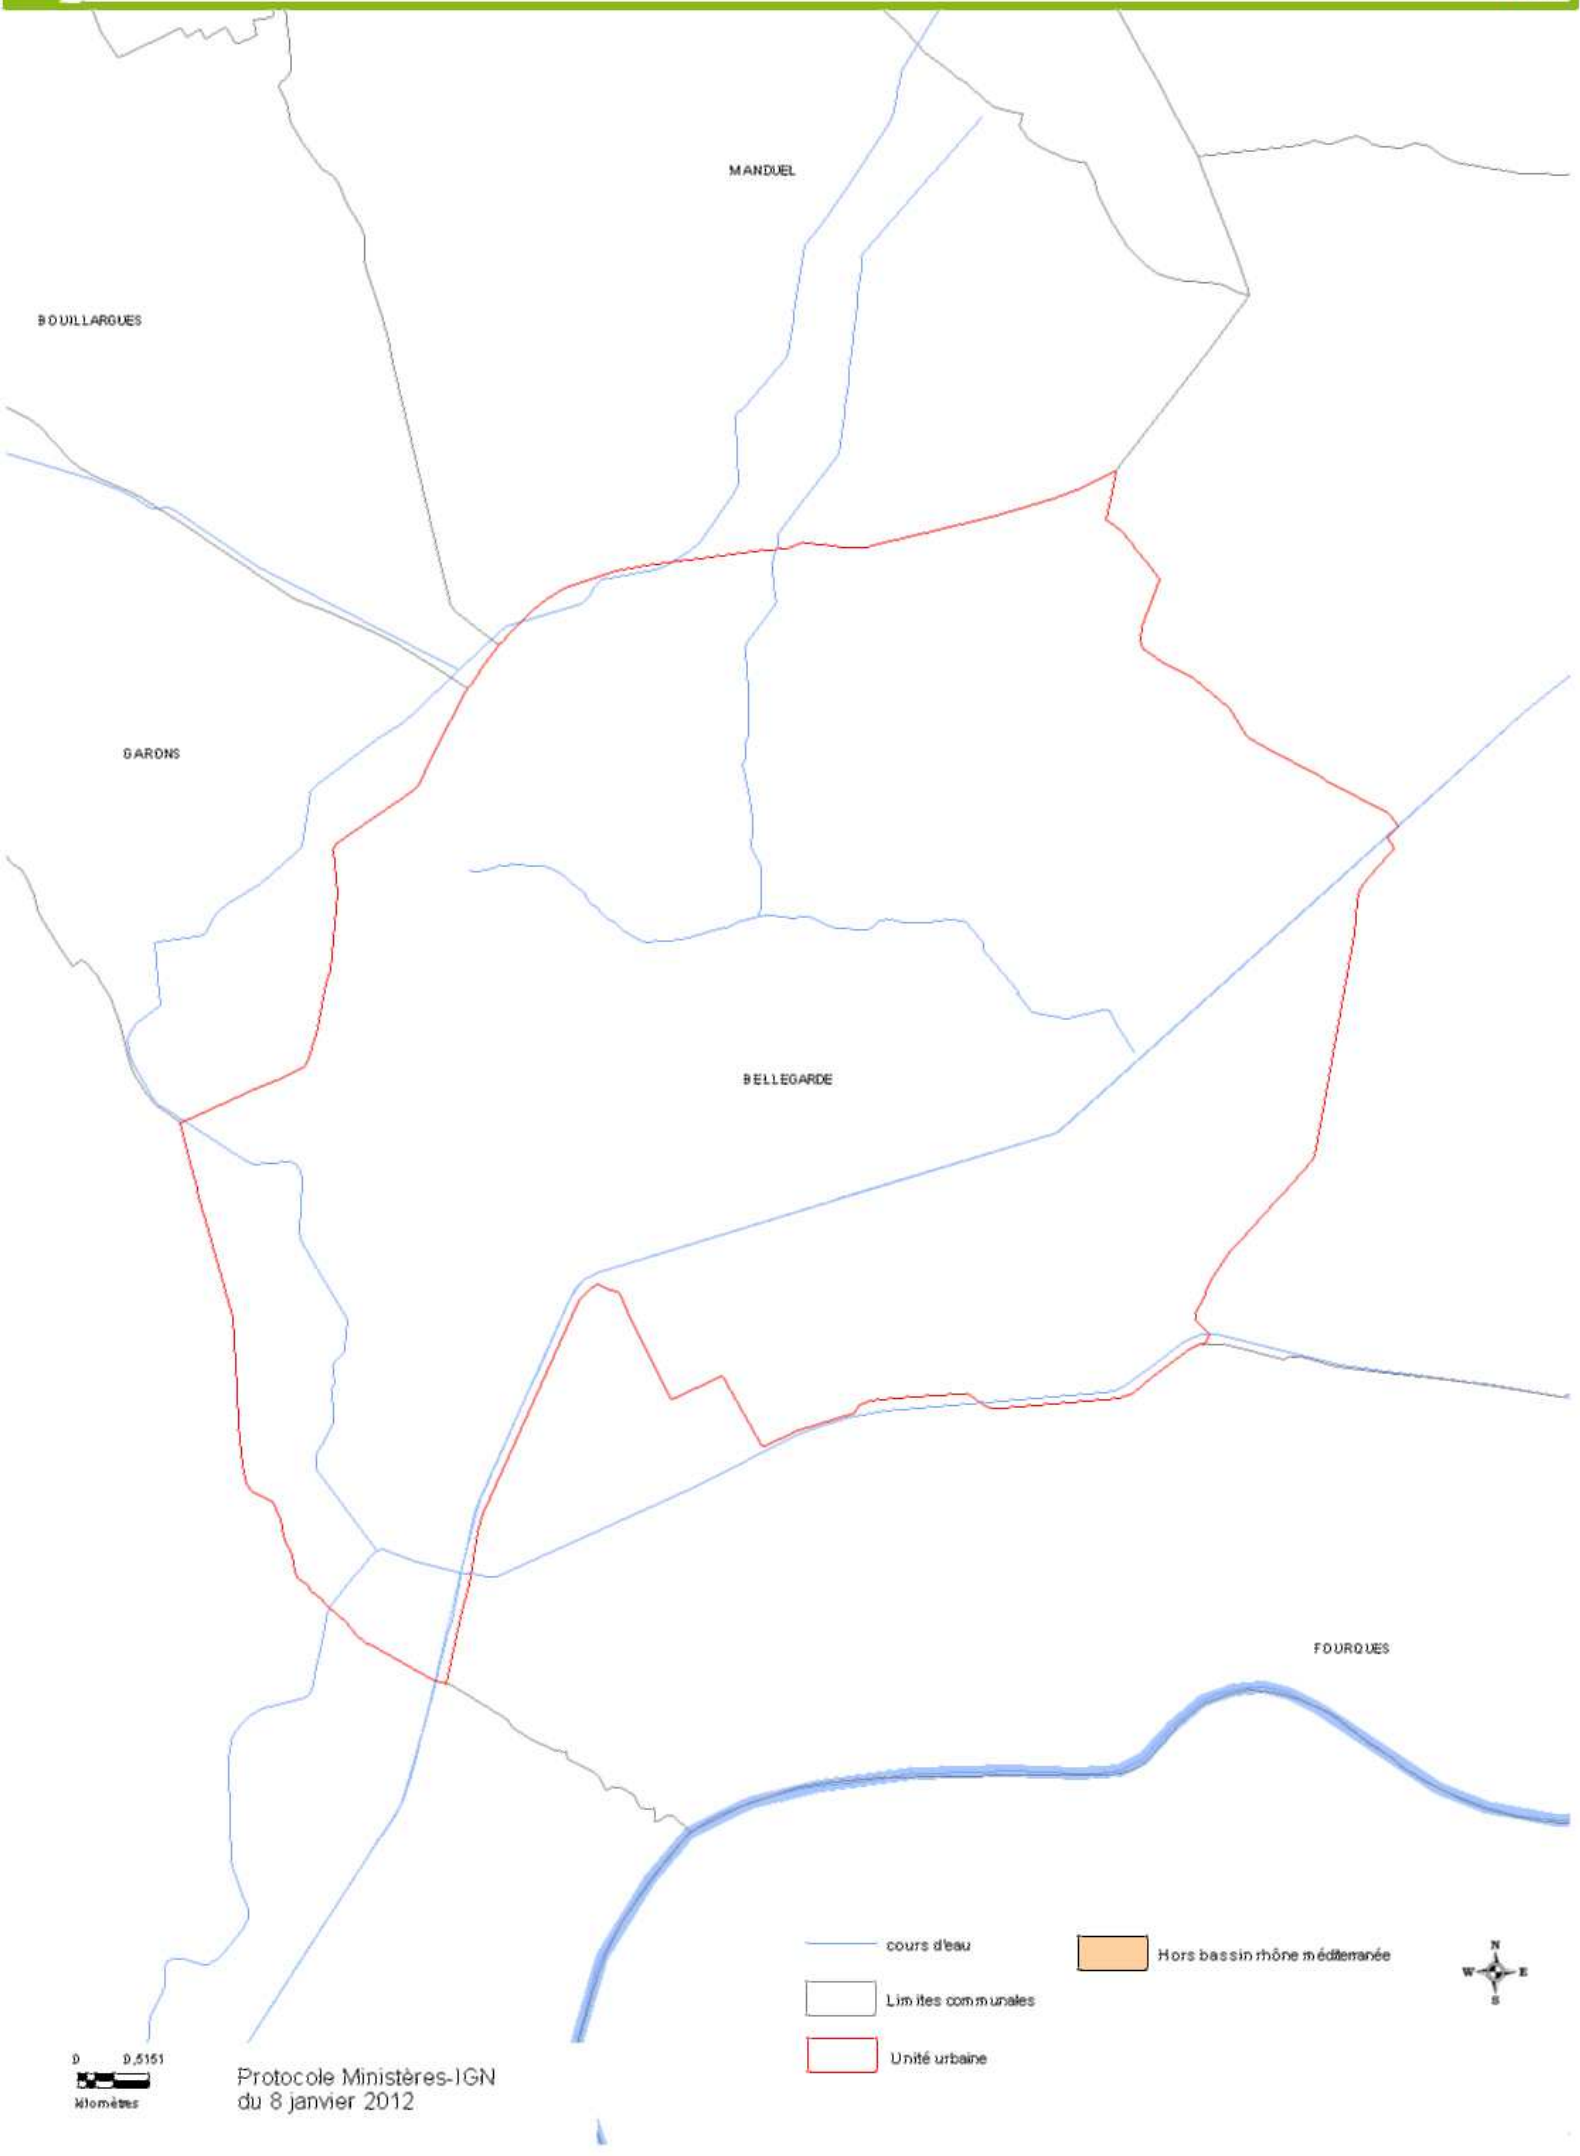 MANDUEL
BOUILLARGUES
GARONS
BELLEGARDE
FOURQUES
cours d'eau
Limites communales
Unité urbaine
Hors bassin rhône méditerranée
N
W E
S
0 0,5151
kilomètres
Protocole Ministères-IGN
du 8 janvier 2012